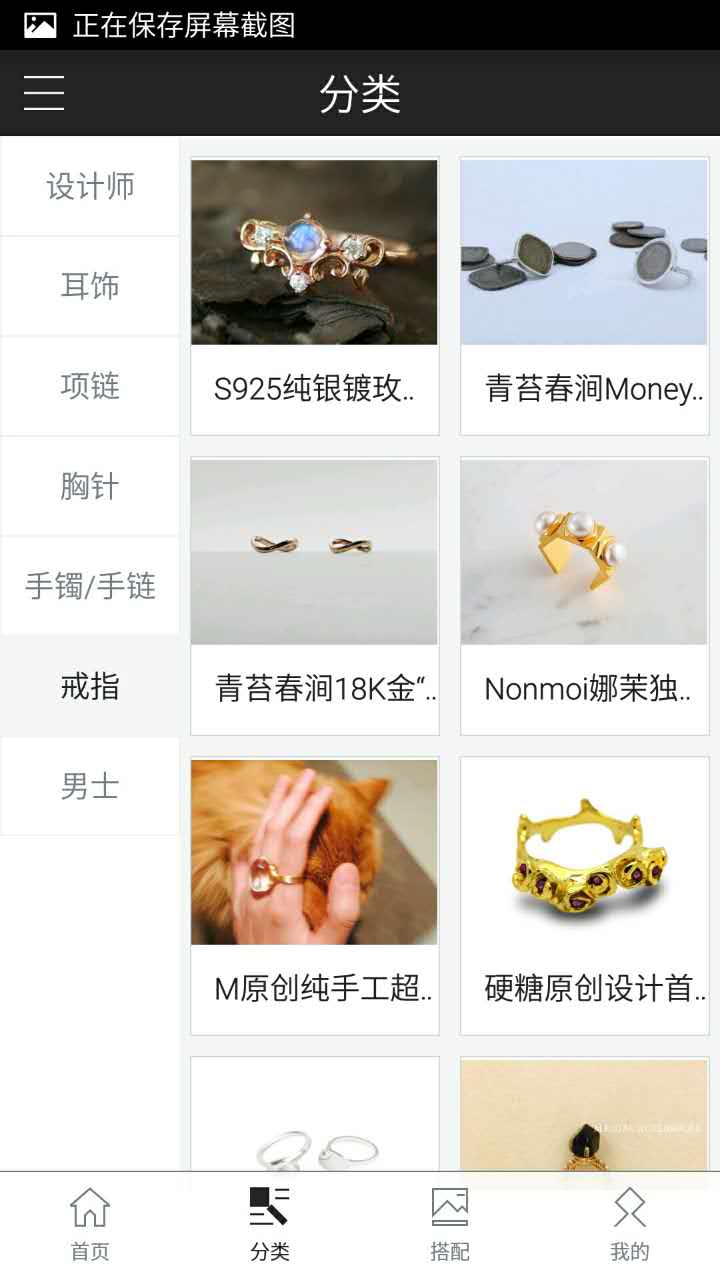 正在保存屏幕截图
分类
设计师
耳饰
项链
胸针
手镯/手链
戒指
男士
S925纯银镀玫..
青苔春涧Money..
青苔春涧18K金“..
Nonmoi娜茉独..
M原创纯手工超..
硬糖原创设计首..
首页
分类
搭配
我的